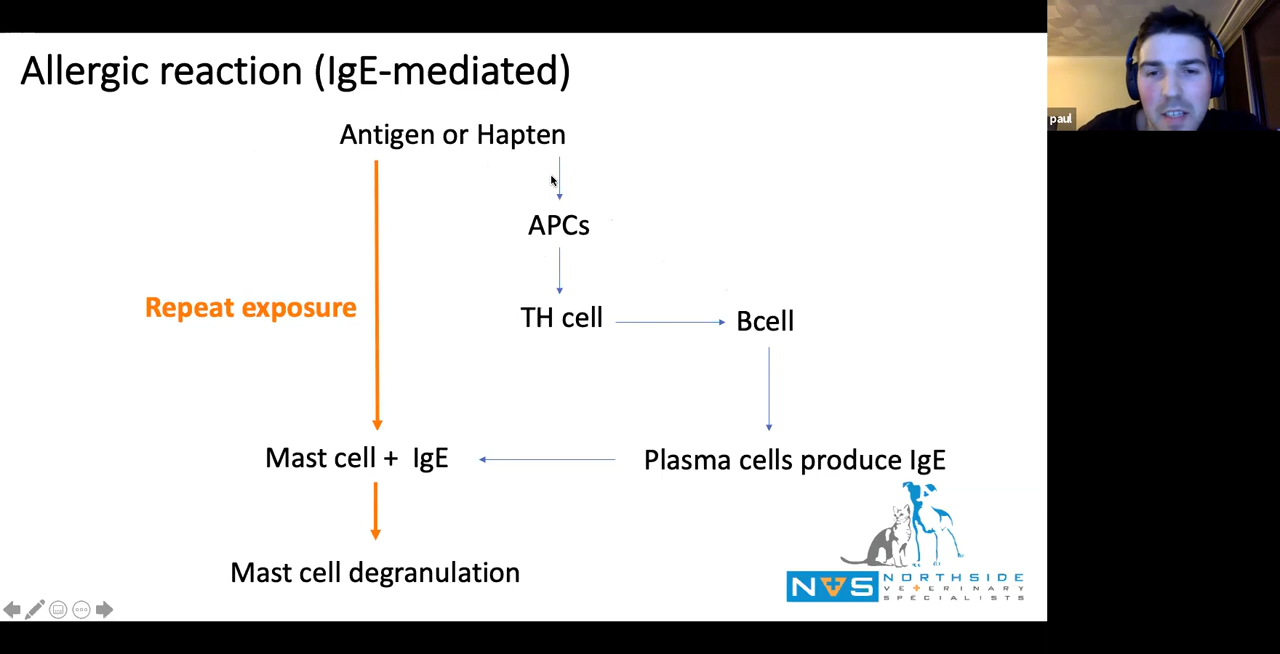 Allergic reaction (IgE-mediated)
paul
Antigen or Hapten
APCs
Repeat exposure
TH cell
Bcell
Mast cell + IgE
Plasma cells produce IgE
Mast cell degranulation
NVS
NORTHSIDE
VETERINARY
SPECIALISTS